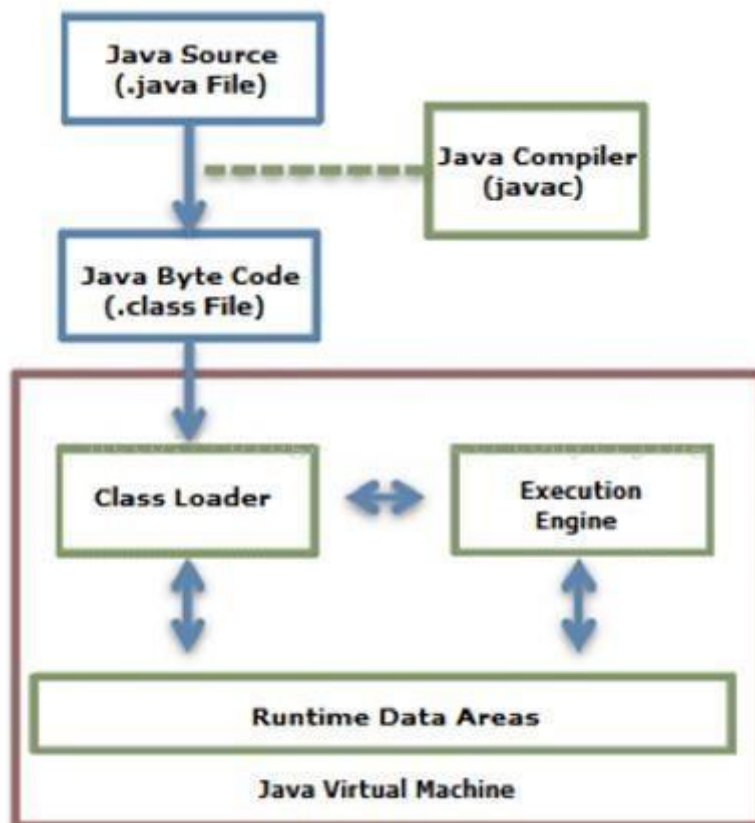 Java Source
(.java File)
Java Compiler
(javac)
Java Byte Code
(.class File)
Class Loader
Execution
Engine
Runtime Data Areas
Java Virtual Machine